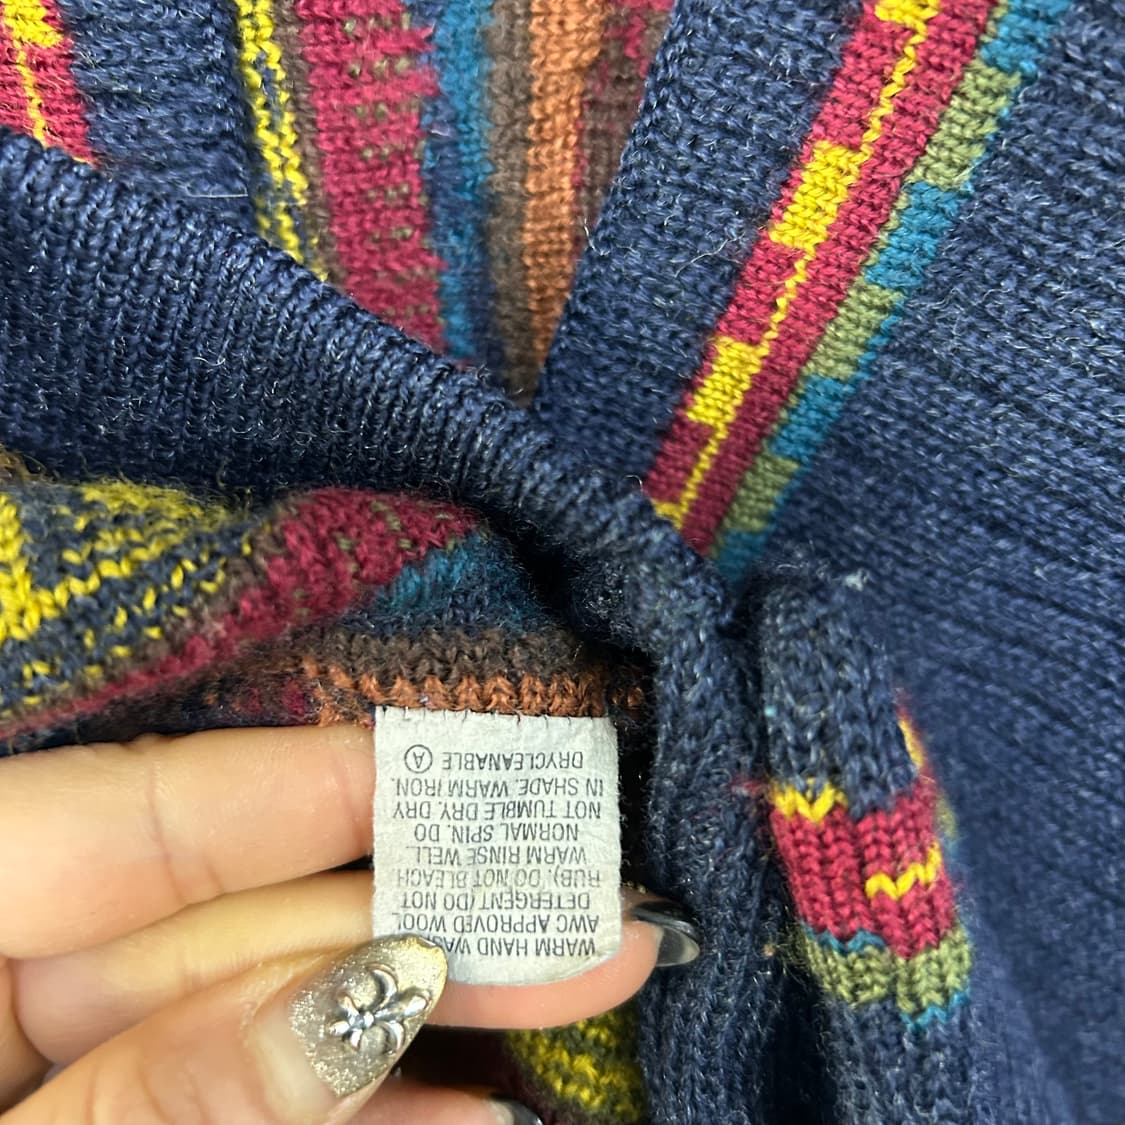 WARM HAND WASH
AWC APPROVED WOOL
DETERGENT (DO NOT
RUB). DO NOT BLEACH.
WARM RINSE WELL.
NORMAL SPIN. DO
NOT TUMBLE DRY. DRY
IN SHADE. WARM IRON.
DRYCLEANABLE Ⓐ